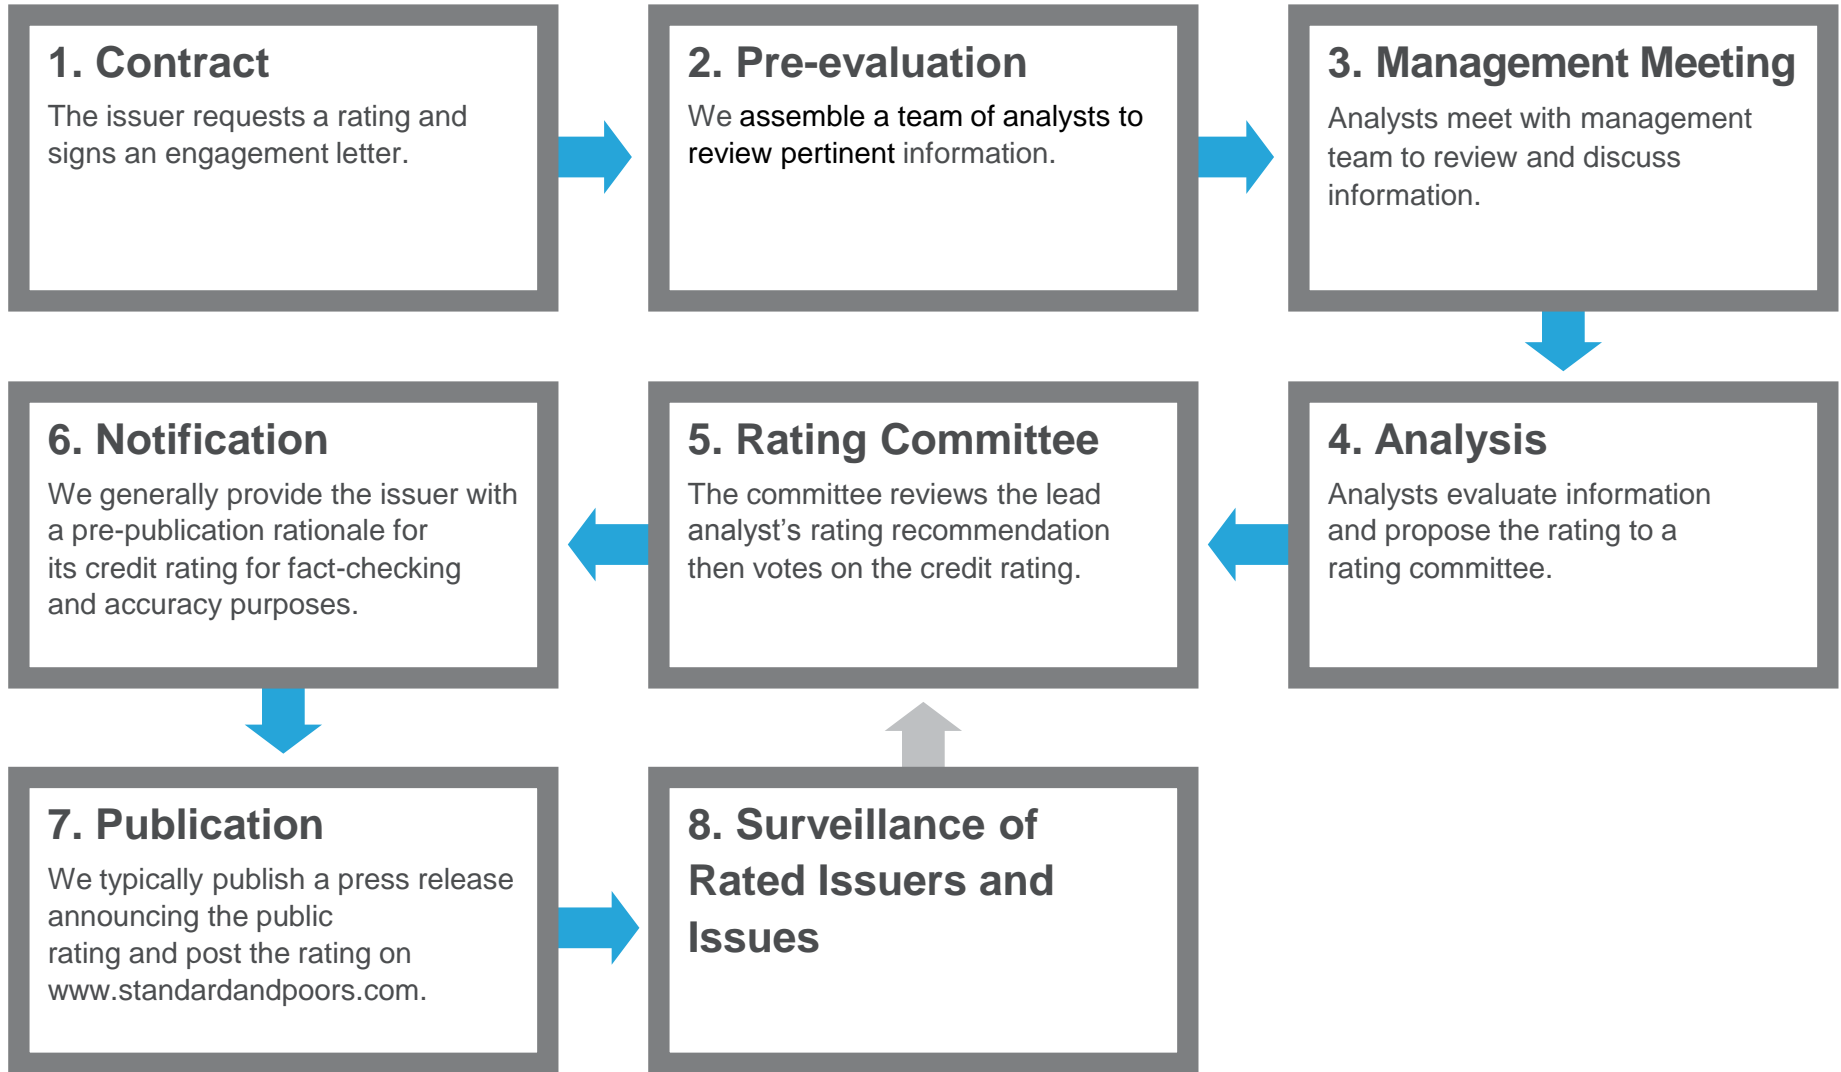 1. Contract
The issuer requests a rating and
signs an engagement letter.
2. Pre-evaluation
We assemble a team of analysts to
review pertinent information.
3. Management Meeting
Analysts meet with management
team to review and discuss
information.
4. Analysis
Analysts evaluate information
and propose the rating to a
rating committee.
5. Rating Committee
The committee reviews the lead
analyst’s rating recommendation
then votes on the credit rating.
6. Notification
We generally provide the issuer with
a pre-publication rationale for
its credit rating for fact-checking
and accuracy purposes.
7. Publication
We typically publish a press release
announcing the public
rating and post the rating on
www.standardandpoors.com.
8. Surveillance of
Rated Issuers and
Issues